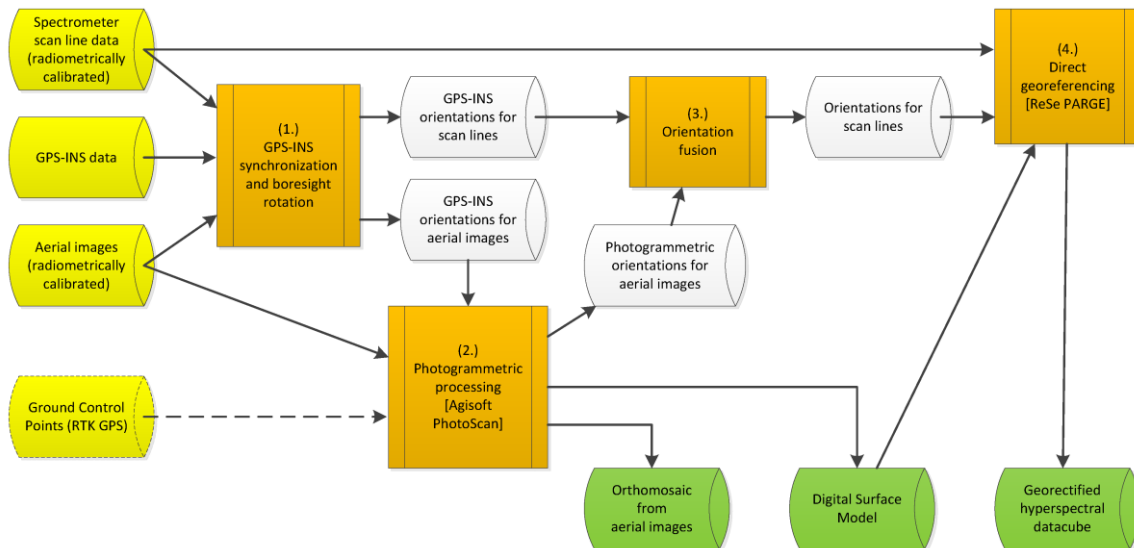 Spectrometer
scan line data
(radiometrically
calibrated)
GPS-INS data
Aerial images
(radiometrically
calibrated)
Ground Control
Points (RTK GPS)
(1.)
GPS-INS
synchronization
and boresight
rotation
GPS-INS
orientations for
scan lines
GPS-INS
orientations for
aerial images
(2.)
Photogrammetric
processing
[Agisoft
PhotoScan]
(3.)
Orientation
fusion
Photogrammetric
orientations for
aerial images
Orientations for
scan lines
(4.)
Direct
georeferencing
[ReSe PARGE]
Orthomosaic
from
aerial images
Digital Surface
Model
Georectified
hyperspectral
datacube